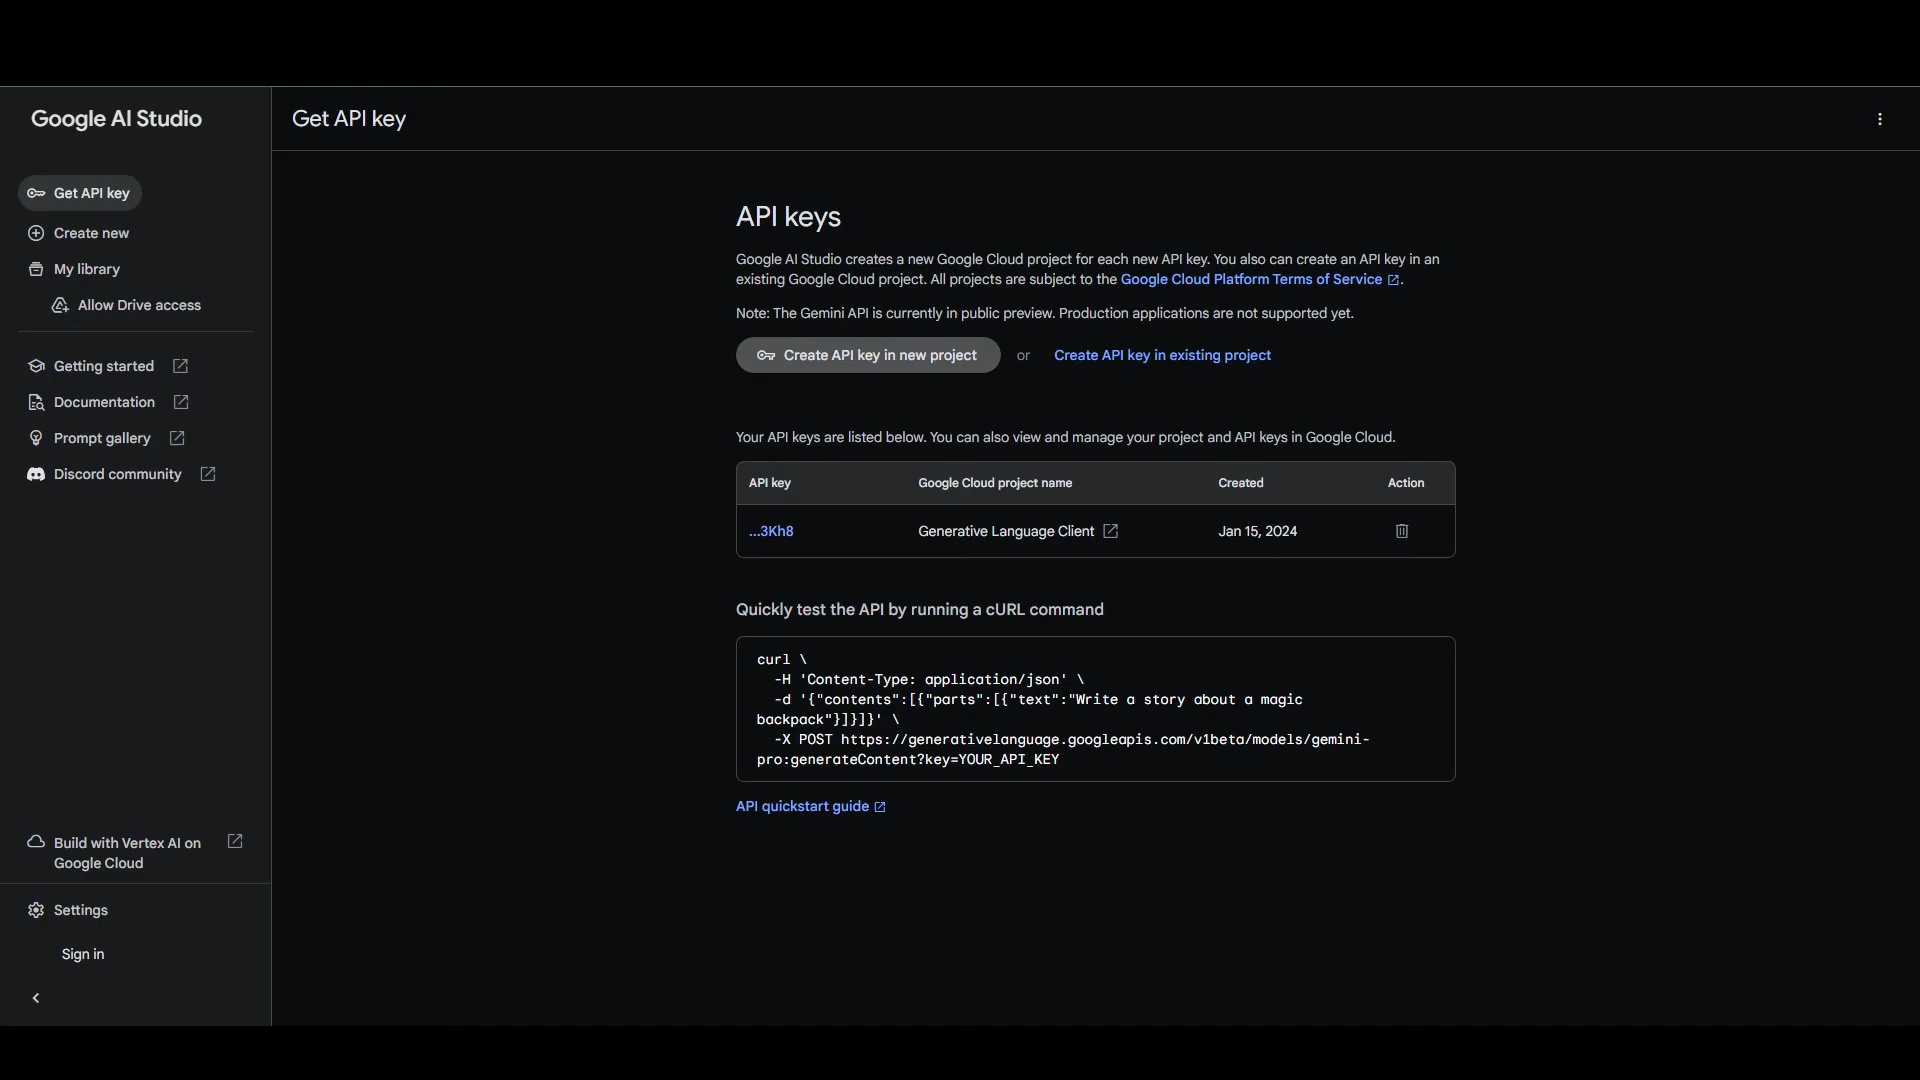 Google AI Studio
Get API key
Create new
My library
Allow Drive access
Getting started
Documentation
Prompt gallery
Discord community
Build with Vertex AI on
Google Cloud
Settings
Sign in
Get API key
API keys
Google AI Studio creates a new Google Cloud project for each new API key. You also can create an API key in an
existing Google Cloud project. All projects are subject to the Google Cloud Platform Terms of Service.
Note: The Gemini API is currently in public preview. Production applications are not supported yet.
Create API key in new project or Create API key in existing project
Your API keys are listed below. You can also view and manage your project and API keys in Google Cloud.
API key Google Cloud project name Created Action
...3Kh8 Generative Language Client Jan 15, 2024
Quickly test the API by running a cURL command
curl \
-H 'Content-Type: application/json' \
-d '{"contents":[{"parts":[{"text":"Write a story about a magic
backpack"}]}]}' \
-X POST https://generativelanguage.googleapis.com/v1beta/models/gemini-
pro:generateContent?key=YOUR_API_KEY
API quickstart guide